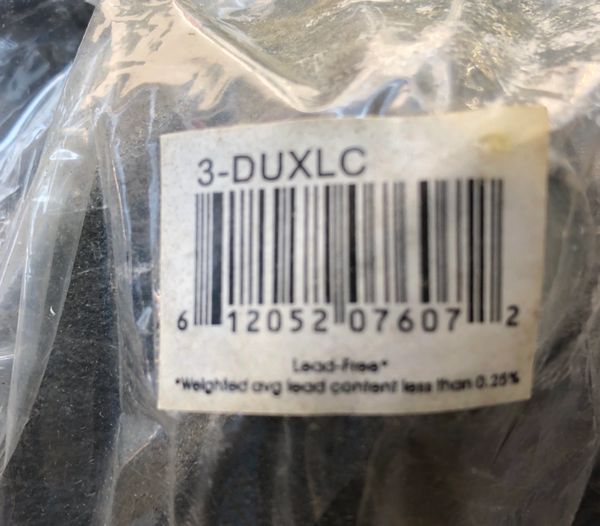 3-DUXLC
6 12052 07607 2
Lead-Free*
*Weighted avg lead content less than 0.25%